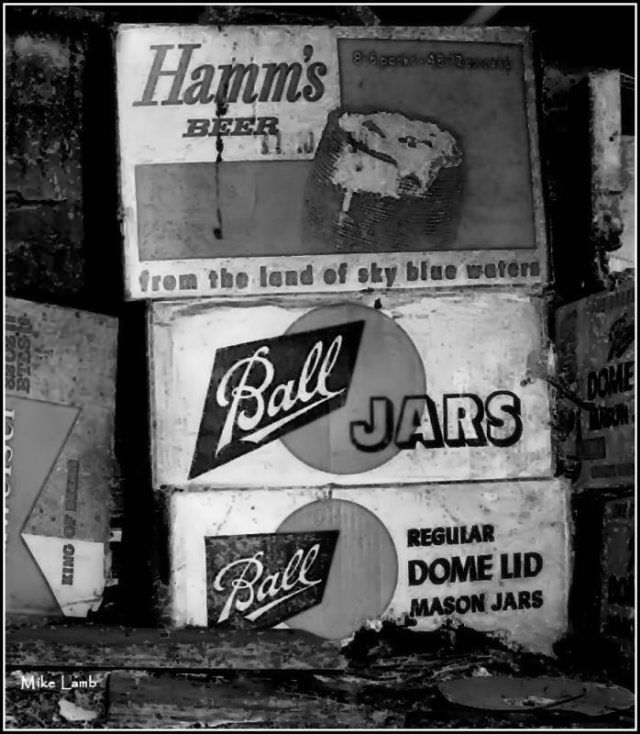 Hamm's
BEER
from the land of sky blue waters
Ball
JARS
Ball
REGULAR
DOME LID
MASON JARS
KING OF
DOME
Mike Lamb